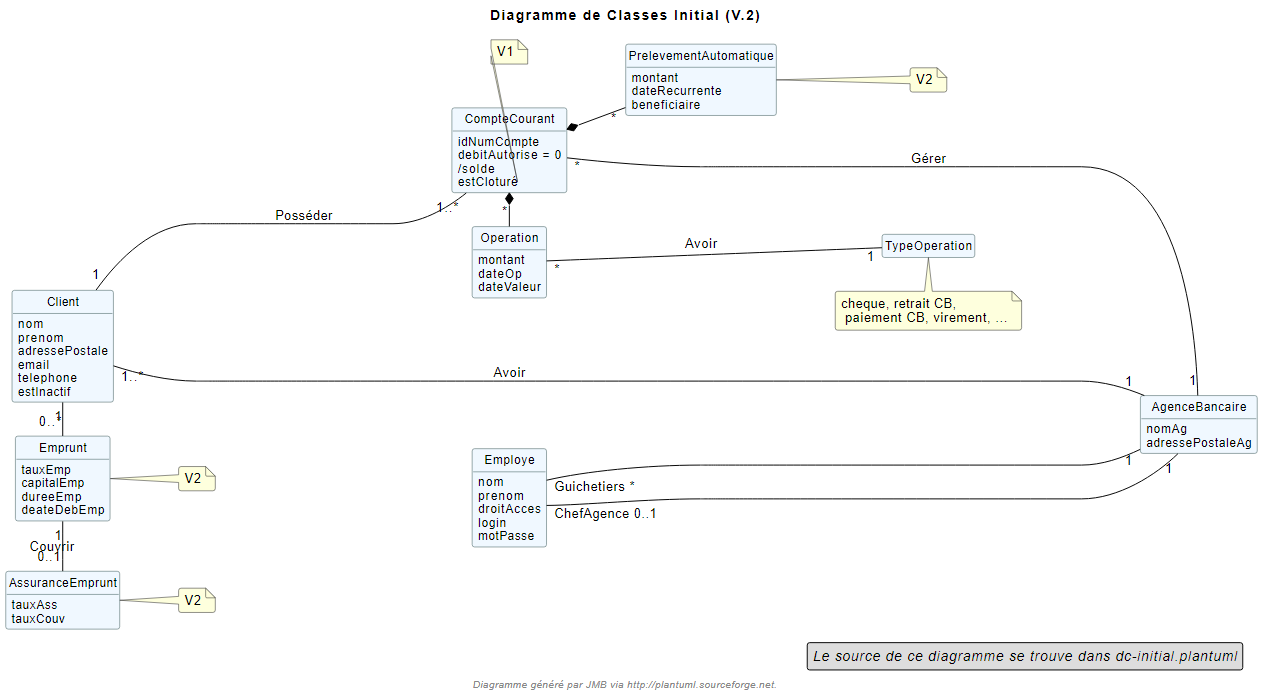 Diagramme de Classes Initial (V.2)
V1
PrelevementAutomatique
montant
dateRecurrente
beneficiaire
V2
*
CompteCourant
idNumCompte
debitAutorise = 0
/solde
estCloturé
*
Gérer
1..*
*
Posséder
1
Operation
montant
dateOp
dateValeur
*
Avoir
1
TypeOperation
cheque, retrait CB,
paiement CB, virement, ...
Client
nom
prenom
adressePostale
email
telephone
estInactif
1..*
Avoir
1
1
AgenceBancaire
nomAg
adressePostaleAg
1
0..*
Emprunt
tauxEmp
capitalEmp
dureeEmp
deateDebEmp
V2
Employe
nom
prenom
droitAcces
login
motPasse
Guichetiers *
1
ChefAgence 0..1
1
1
Couvrir
0..1
AssuranceEmprunt
tauxAss
tauxCouv
V2
Le source de ce diagramme se trouve dans dc-initial.plantuml
Diagramme généré par JMB via http://plantuml.sourceforge.net.